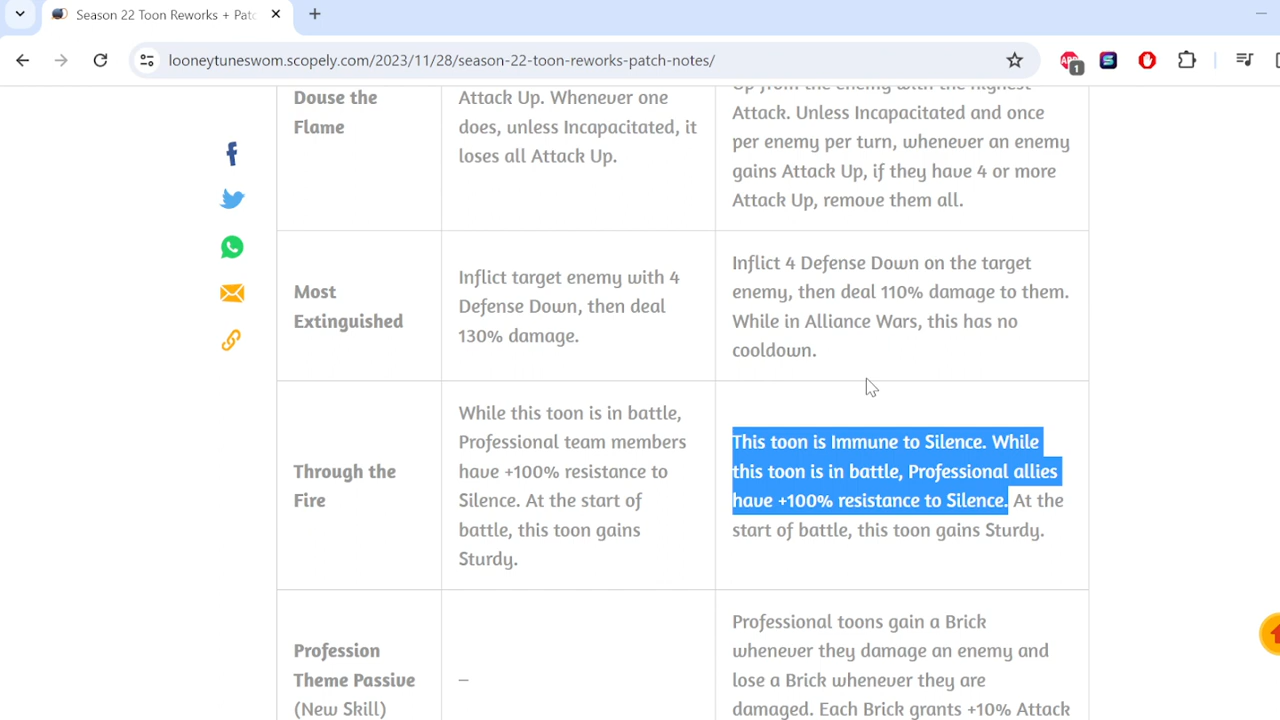 Season 22 Toon Reworks + Patc
looneytuneswom.scopely.com/2023/11/28/season-22-toon-reworks-patch-notes/
1
Douse the
Flame
Attack Up. Whenever one
does, unless Incapacitated, it
loses all Attack Up.
Up from the enemy with the highest
Attack. Unless Incapacitated and once
per enemy per turn, whenever an enemy
gains Attack Up, if they have 4 or more
Attack Up, remove them all.
Most
Extinguished
Inflict target enemy with 4
Defense Down, then deal
130% damage.
Inflict 4 Defense Down on the target
enemy, then deal 110% damage to them.
While in Alliance Wars, this has no
cooldown.
Through the
Fire
While this toon is in battle,
Professional team members
have +100% resistance to
Silence. At the start of
battle, this toon gains
Sturdy.
This toon is Immune to Silence. While
this toon is in battle, Professional allies
have +100% resistance to Silence. At the
start of battle, this toon gains Sturdy.
Profession
Theme Passive
(New Skill)
–
Professional toons gain a Brick
whenever they damage an enemy and
lose a Brick whenever they are
damaged. Each Brick grants +10% Attack